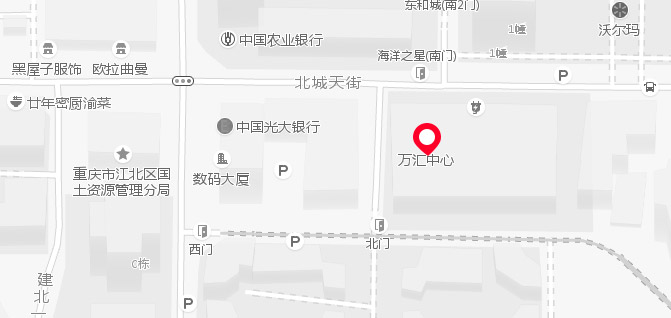 东和城(南2门)
1幢
沃尔玛
中国农业银行
海洋之星(南门)
1幢
黑屋子服饰
欧拉曲曼
北城天街
P
廿年密厨渝菜
中国光大银行
万汇中心
重庆市江北区国
土资源管理分局
数码大厦
P
西门
P
北门
C栋
建
北
一
P